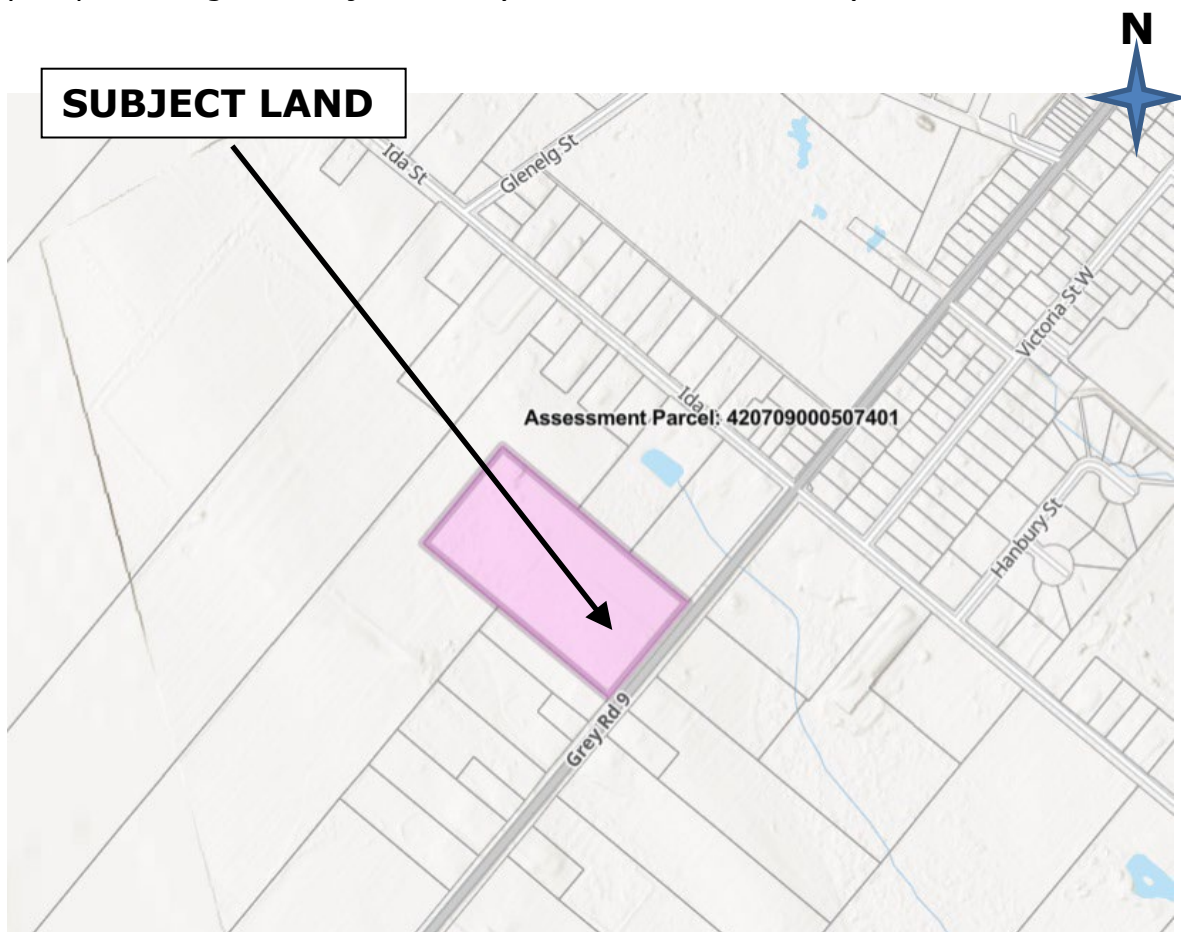 N
SUBJECT LAND
Ida St
Glenelg St
Victoria St W
Ida
Assessment Parcel: 420709000507401
Hanbury St
Grey Rd 9